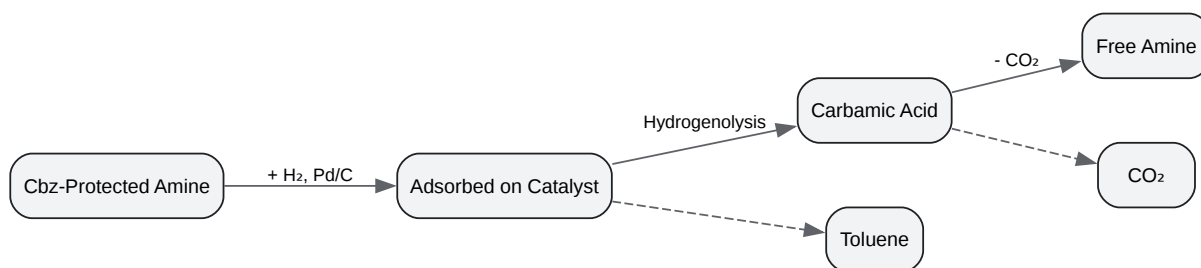 Cbz-Protected Amine
+ H₂, Pd/C
Adsorbed on Catalyst
Hydrogenolysis
Carbamic Acid
- CO₂
Free Amine
CO₂
Toluene